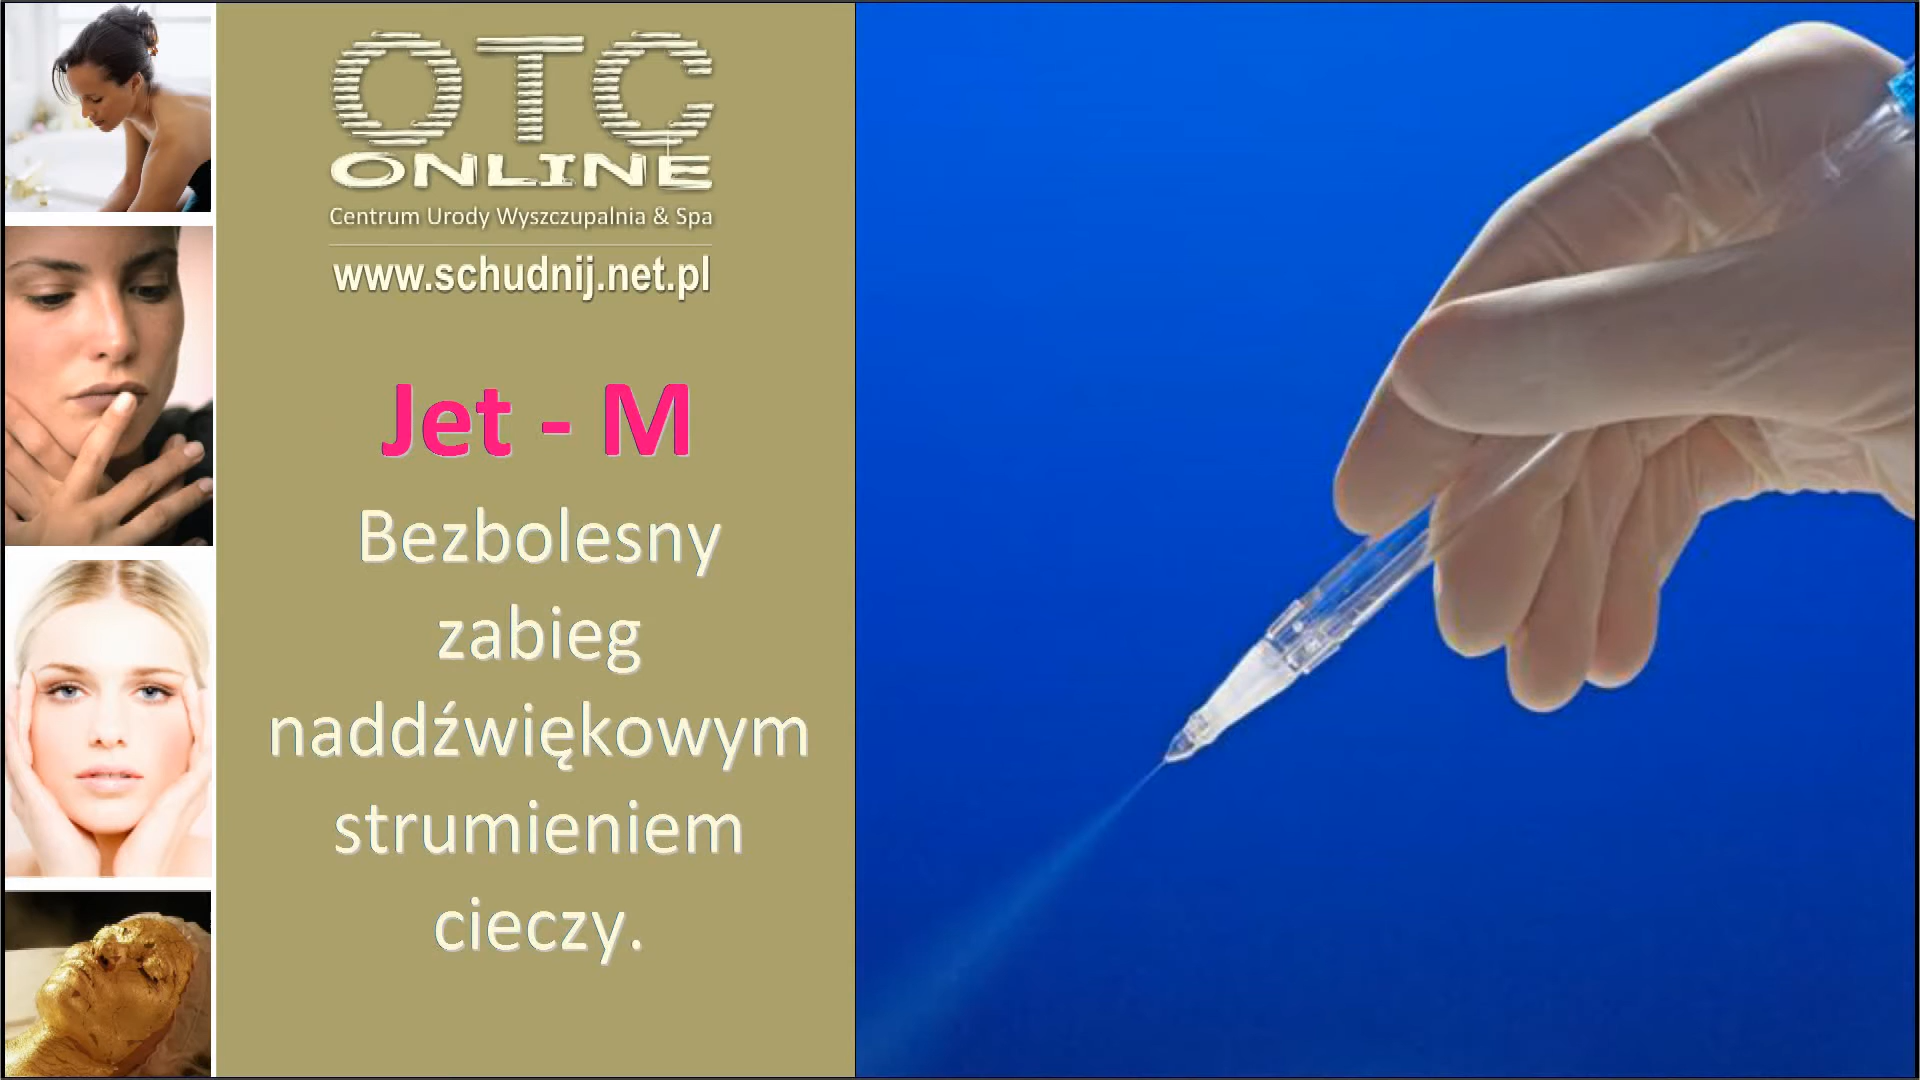 OTC
ONLINE
Centrum Urody Wyszczupalnia & Spa
www.schudnij.net.pl
Jet - M
Bezbolesny
zabieg
naddźwiękowym
strumieniem
cieczy.